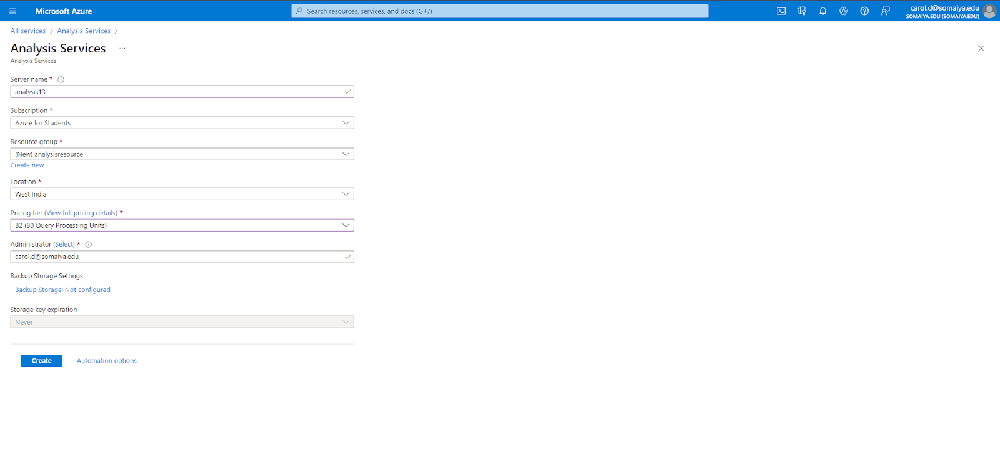 Microsoft Azure
Search resources, services, and docs (G+/)
carol.d@somaiya.edu
SOMAIYA.EDU (SOMAIYA.EDU)
All services > Analysis Services >
Analysis Services ...
Analysis Services
Server name *
analysis13
Subscription *
Azure for Students
Resource group *
(New) analysisresource
Create new
Location *
West India
Pricing tier (View full pricing details) *
B2 (80 Query Processing Units)
Administrator (Select) *
carol.d@somaiya.edu
Backup Storage Settings
Backup Storage: Not configured
Storage key expiration
Never
Create
Automation options